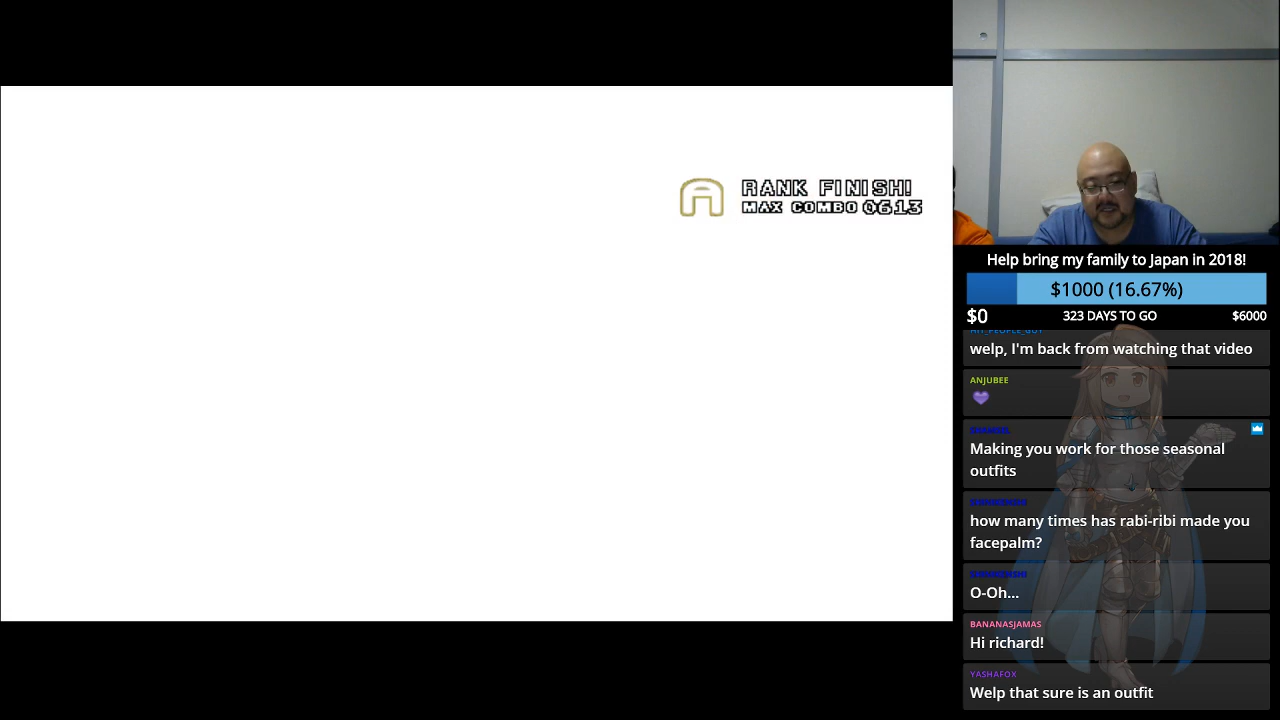 A RANK FINISH!
MAX COMBO 0613
Help bring my family to Japan in 2018!
$1000 (16.67%)
$0 323 DAYS TO GO $6000
HIT_PEOPLE_GUY
welp, I'm back from watching that video
ANJUBEE
Making you work for those seasonal
outfits
how many times has rabi-ribi made you
facepalm?
O-Oh...
BANANASJAMAS
Hi richard!
YASHAFOX
Welp that sure is an outfit